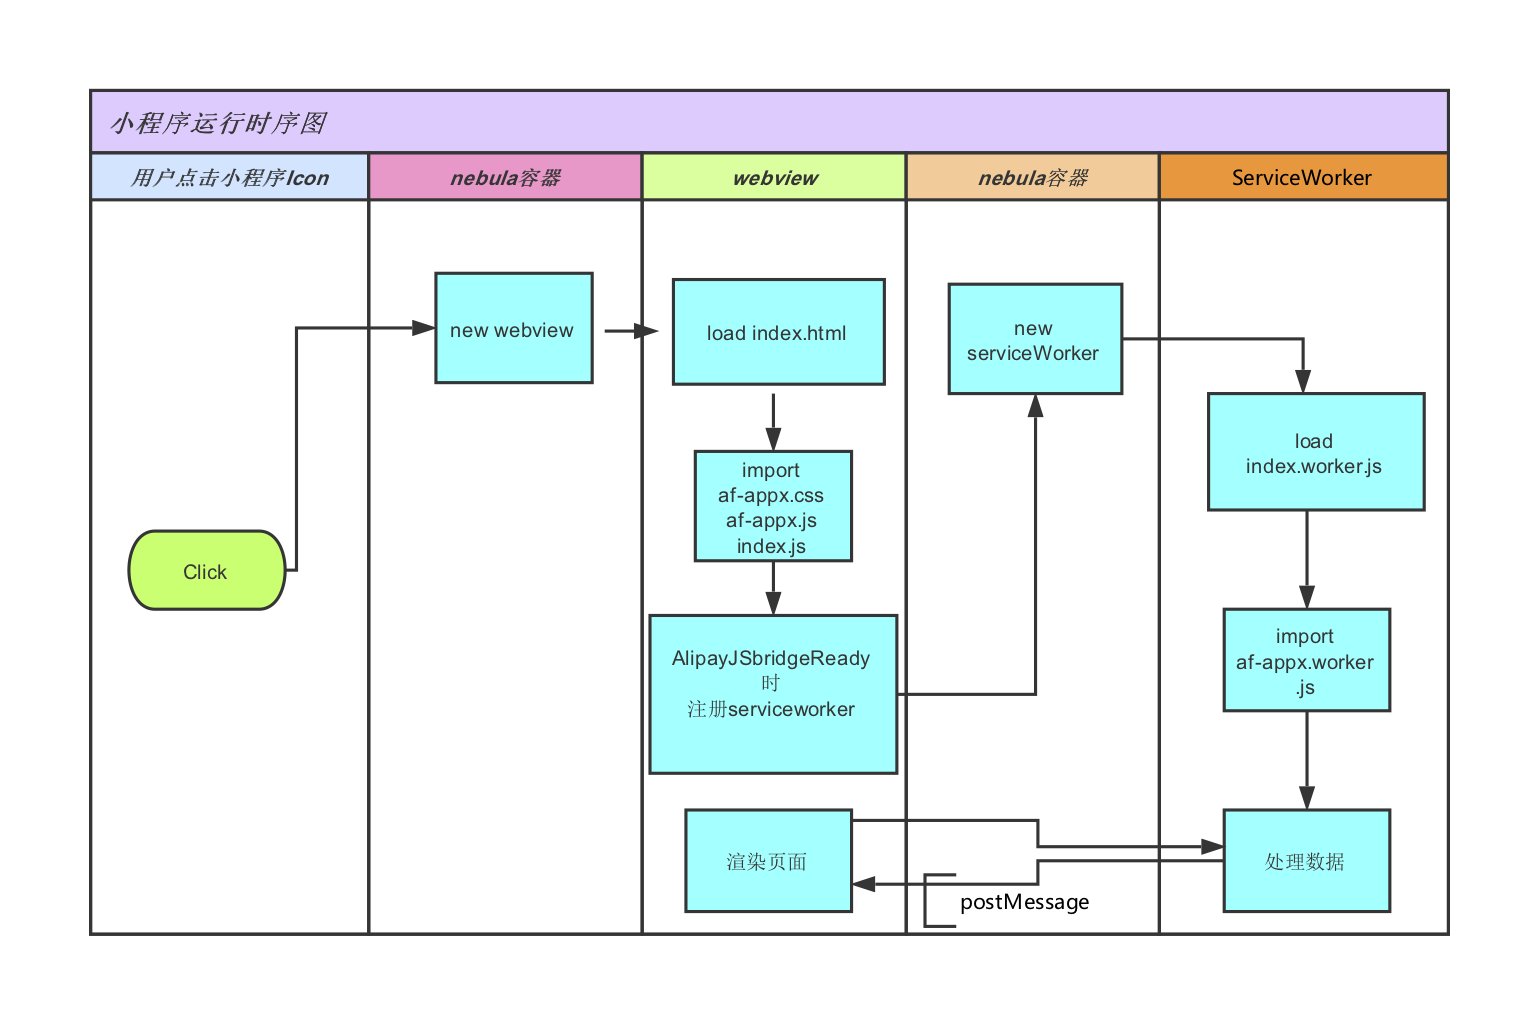 小程序运行时序图
用户点击小程序Icon
nebula容器
webview
nebula容器
ServiceWorker
Click
new webview
load index.html
import
af-appx.css
af-appx.js
index.js
AlipayJSbridgeReady
时
注册serviceworker
渲染页面
new
serviceWorker
postMessage
load
index.worker.js
import
af-appx.worker
.js
处理数据